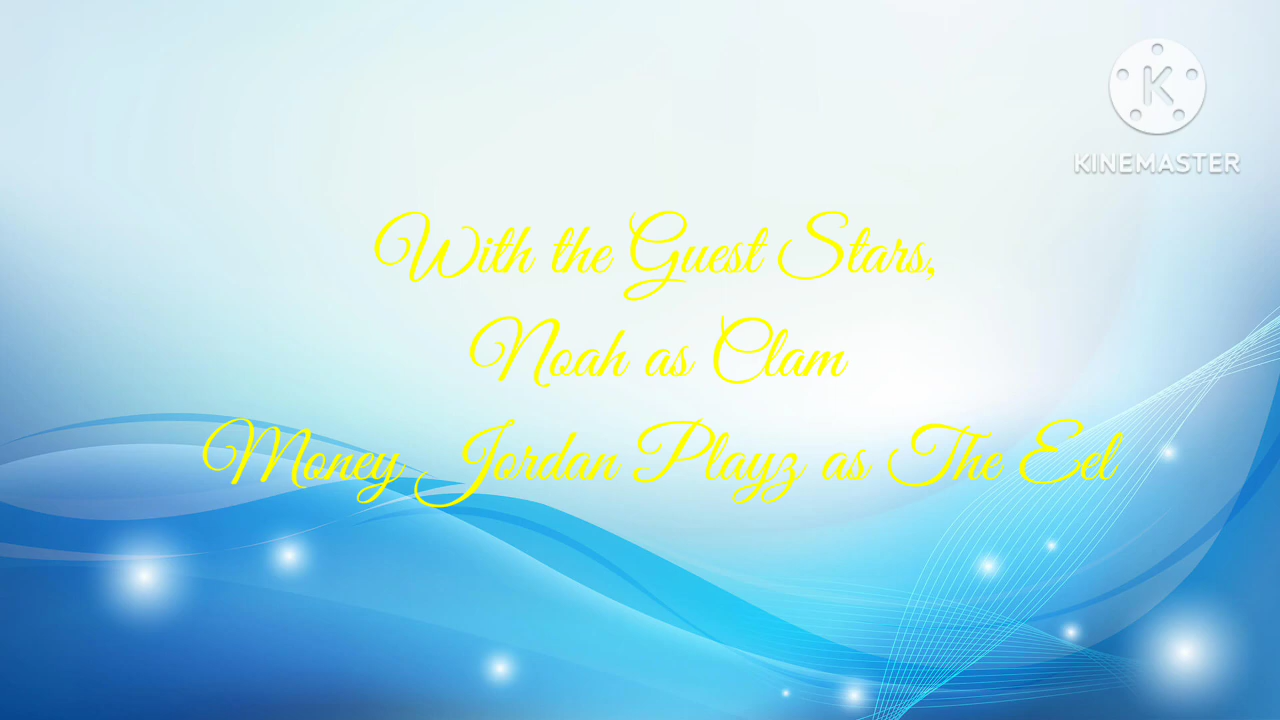 K
KINEMASTER
With the Guest Stars,
Noah as Clam
Money Jordan Playz as The Eel